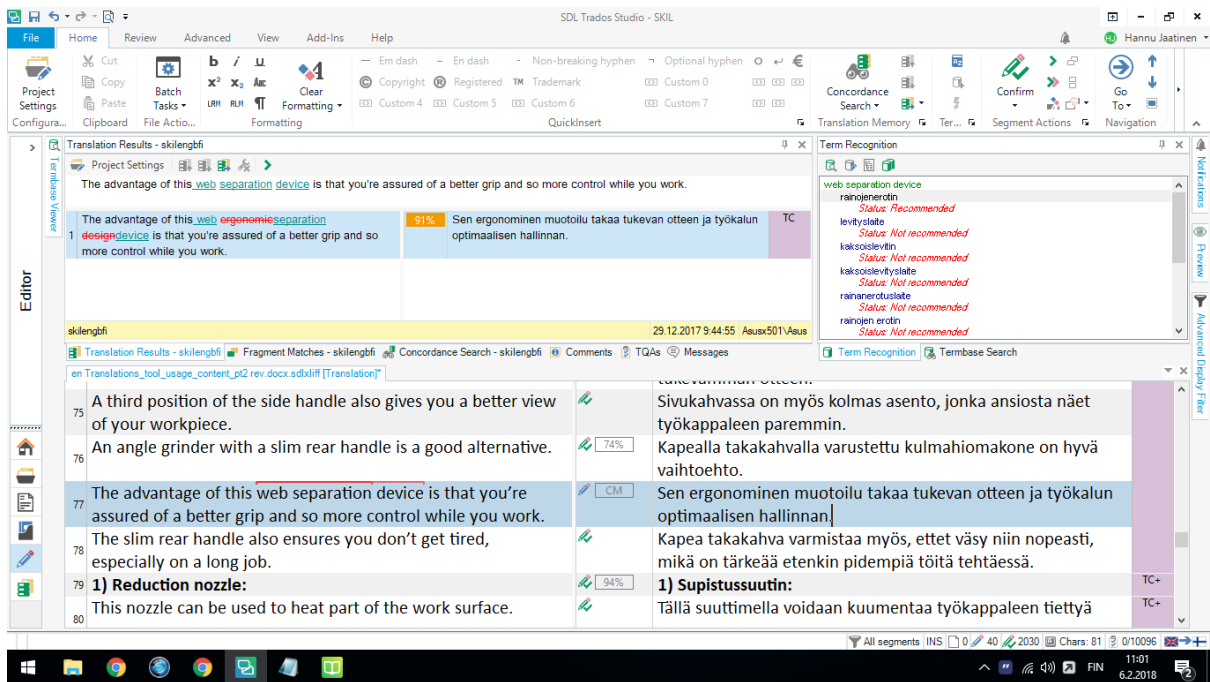 SDL Trados Studio - SKIL
File Home Review Advanced View Add-Ins Help Hannu Jaatinen
Project Settings
Cut
Copy
Paste
Batch Tasks
Clear Formatting
Em dash En dash Non-breaking hyphen Optional hyphen
Copyright Registered TM Trademark Custom 0
Custom 4 Custom 5 Custom 6 Custom 7
Concordance Search
Confirm
Go To
Configura... Clipboard File Actio... Formatting QuickInsert Translation Memory Ter... Segment Actions Navigation
Editor
Termbase Viewer
Translation Results - skilengbfi
Project Settings
The advantage of this web separation device is that you're assured of a better grip and so more control while you work.
1 The advantage of this web ergonomicseparation
designdevice is that you're assured of a better grip and so
more control while you work.
91% Sen ergonominen muotoilu takaa tukevan otteen ja työkalun
optimaalisen hallinnan.
TC
skilengbfi 29.12.2017 9:44:55 Asusx501\Asus
Translation Results - skilengbfi Fragment Matches - skilengbfi Concordance Search - skilengbfi Comments TQAs Messages
Term Recognition
web separation device
rainojenerotin
Status: Recommended
levityslaite
Status: Not recommended
kaksoislevitin
Status: Not recommended
kaksoislevityslaite
Status: Not recommended
rainanerotuslaite
Status: Not recommended
rainojen erotin
Status: Not recommended
Term Recognition Termbase Search
Notifications
Preview
Advanced Display Filter
en Translations_tool_usage_content_pt2 rev.docx.sdlxliff [Translation]*
tukevamman otteen.
75 A third position of the side handle also gives you a better view
of your workpiece.
Sivukahvassa on myös kolmas asento, jonka ansiosta näet
työkappaleen paremmin.
76 An angle grinder with a slim rear handle is a good alternative.
74%
Kapealla takakahvalla varustettu kulmahiomakone on hyvä
vaihtoehto.
77 The advantage of this web separation device is that you're
assured of a better grip and so more control while you work.
CM
Sen ergonominen muotoilu takaa tukevan otteen ja työkalun
optimaalisen hallinnan.
78 The slim rear handle also ensures you don't get tired,
especially on a long job.
Kapea takakahva varmistaa myös, ettet väsy niin nopeasti,
mikä on tärkeää etenkin pidempiä töitä tehtäessä.
79 1) Reduction nozzle: 94% 1) Supistussuutin: TC+
80 This nozzle can be used to heat part of the work surface. Tällä suuttimella voidaan kuumentaa työkappaleen tiettyä TC+
All segments INS 0 40 2030 Chars: 81 0/10096
FIN 11:01
6.2.2018